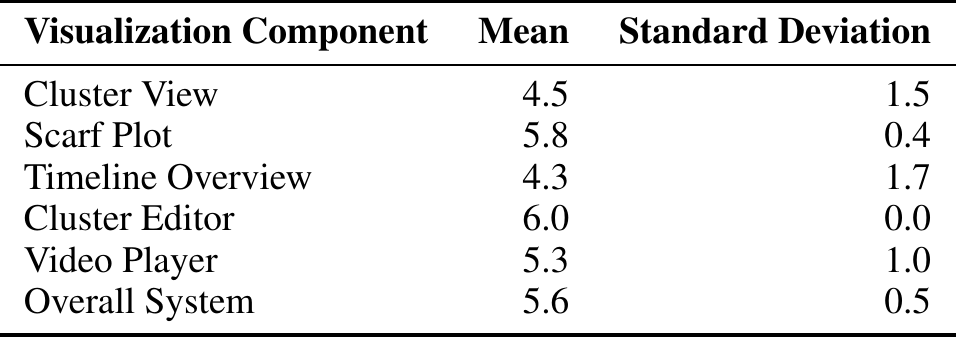 Visualization Component Mean Standard Deviation
Cluster View 4.5 1.5
Scarf Plot 5.8 0.4
Timeline Overview 4.3 1.7
Cluster Editor 6.0 0.0
Video Player 5.3 1.0
Overall System 5.6 0.5